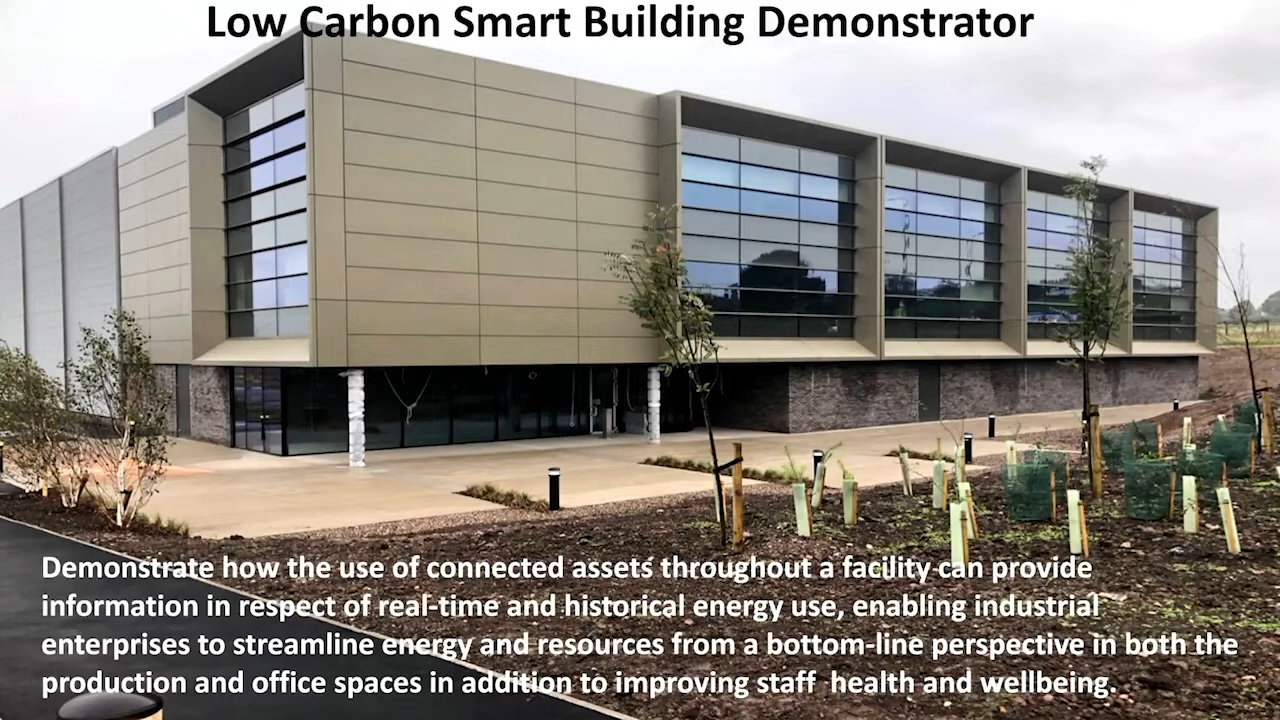 Low Carbon Smart Building Demonstrator
Demonstrate how the use of connected assets throughout a facility can provide
information in respect of real-time and historical energy use, enabling industrial
enterprises to streamline energy and resources from a bottom-line perspective in both the
production and office spaces in addition to improving staff  health and wellbeing.